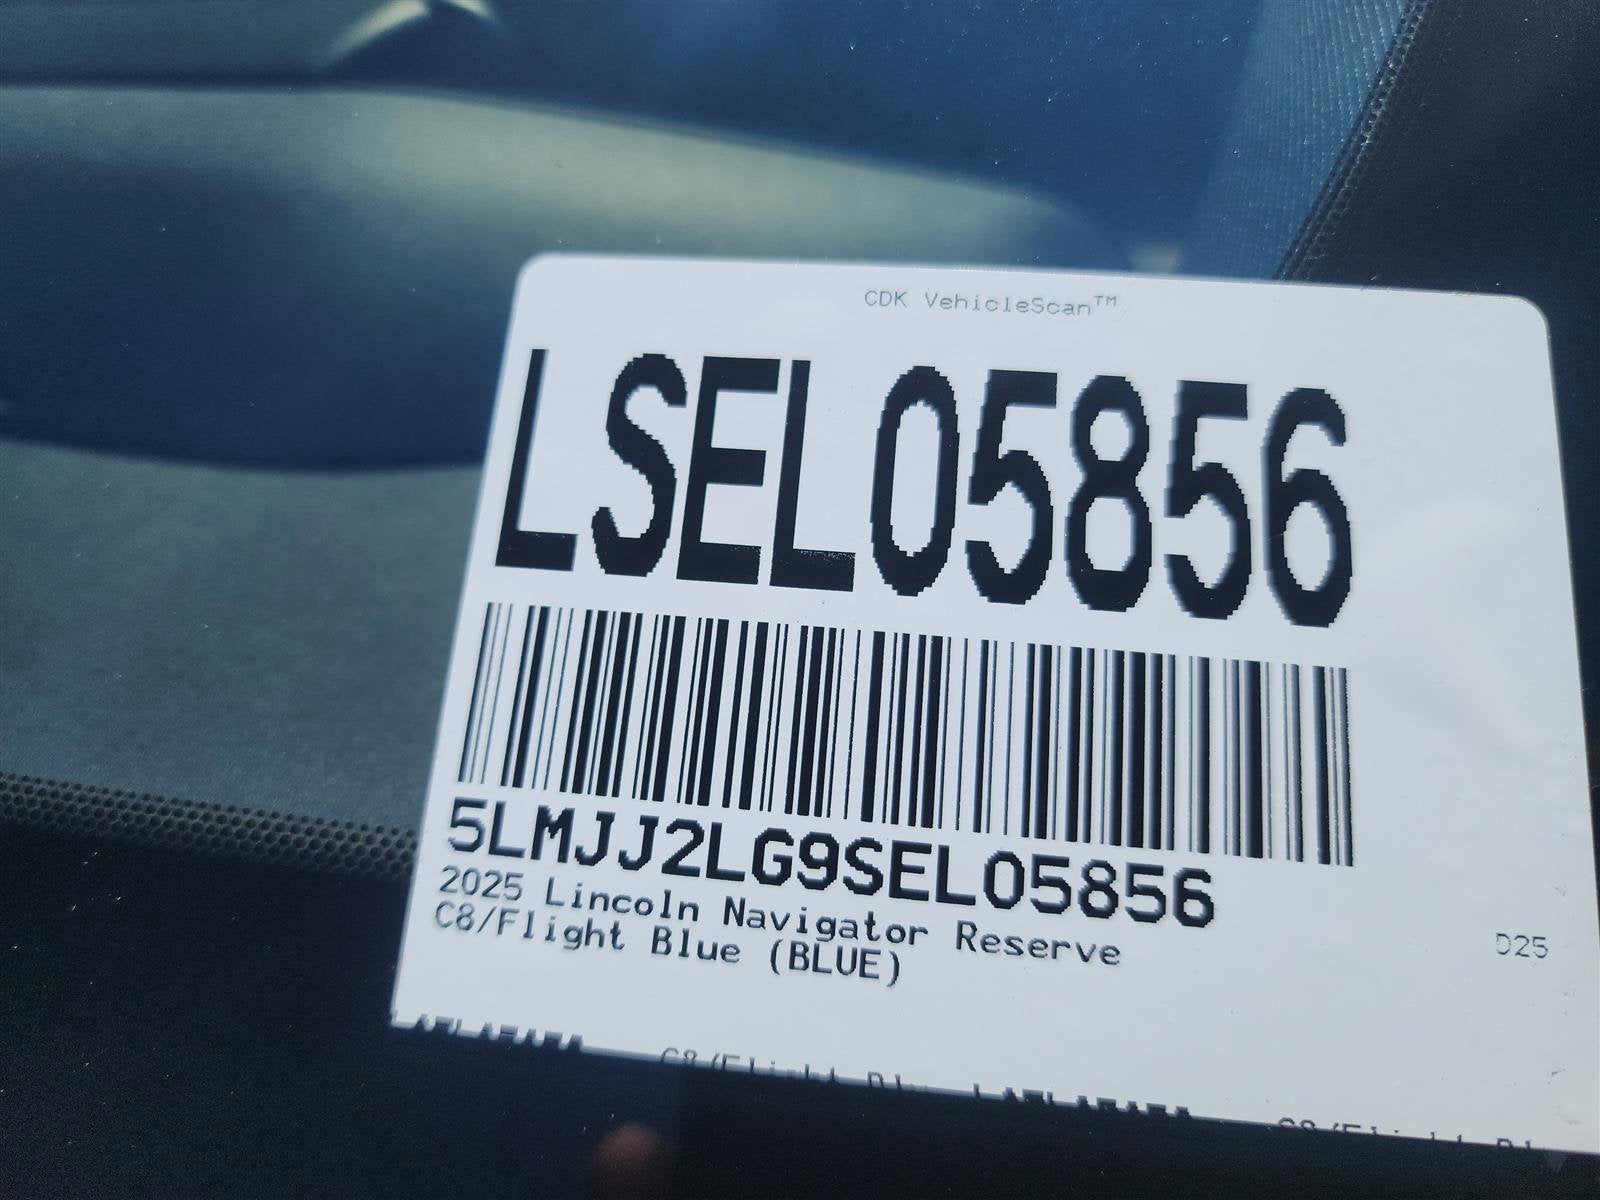 CDK VehicleScan™
LSEL05856
5LMJJ2LG9SEL05856
2025 Lincoln Navigator Reserve
C8/Flight Blue (BLUE)
D25